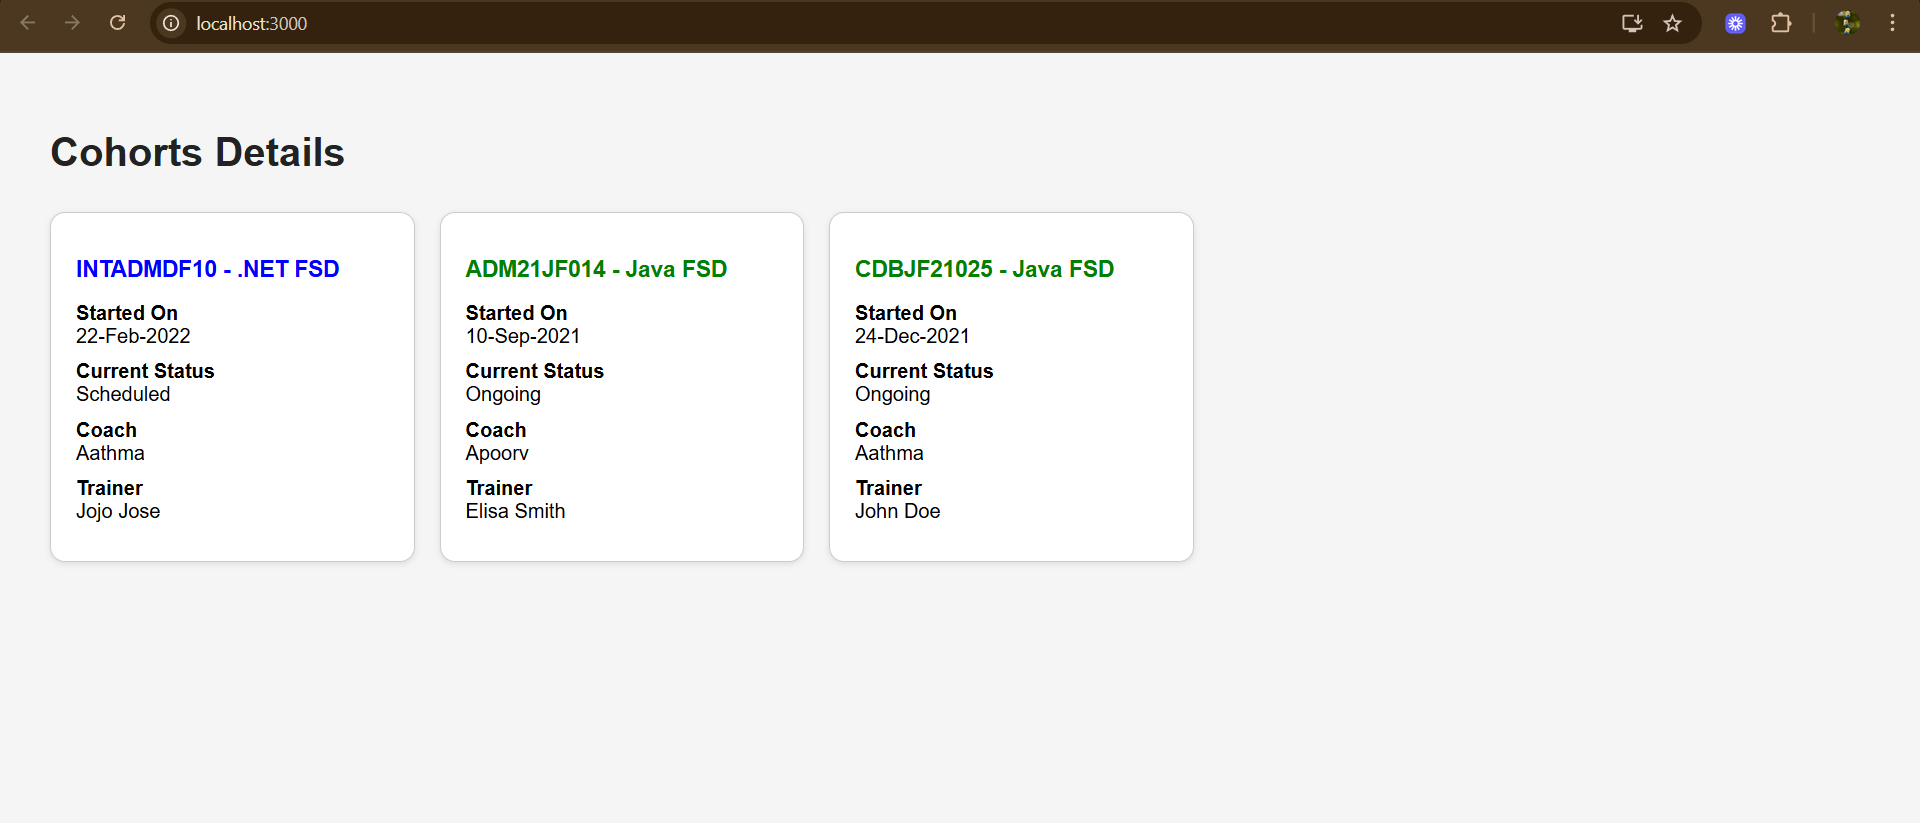 localhost:3000
Cohorts Details
INTADMDF10 - .NET FSD
Started On
22-Feb-2022
Current Status
Scheduled
Coach
Aathma
Trainer
Jojo Jose
ADM21JF014 - Java FSD
Started On
10-Sep-2021
Current Status
Ongoing
Coach
Apoorv
Trainer
Elisa Smith
CDBJF21025 - Java FSD
Started On
24-Dec-2021
Current Status
Ongoing
Coach
Aathma
Trainer
John Doe